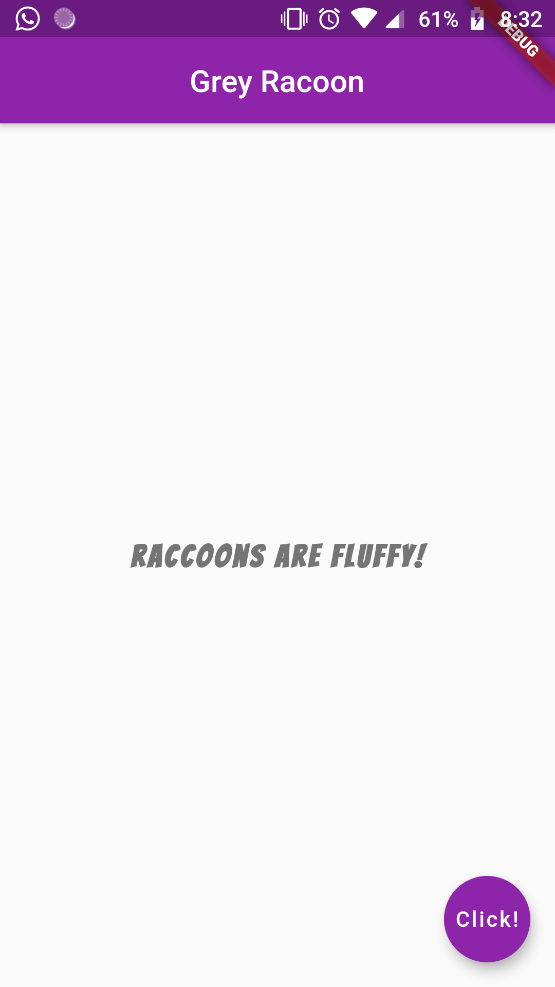 61% 8:32
DEBUG
Grey Racoon
RACCOONS ARE FLUFFY!
Click!